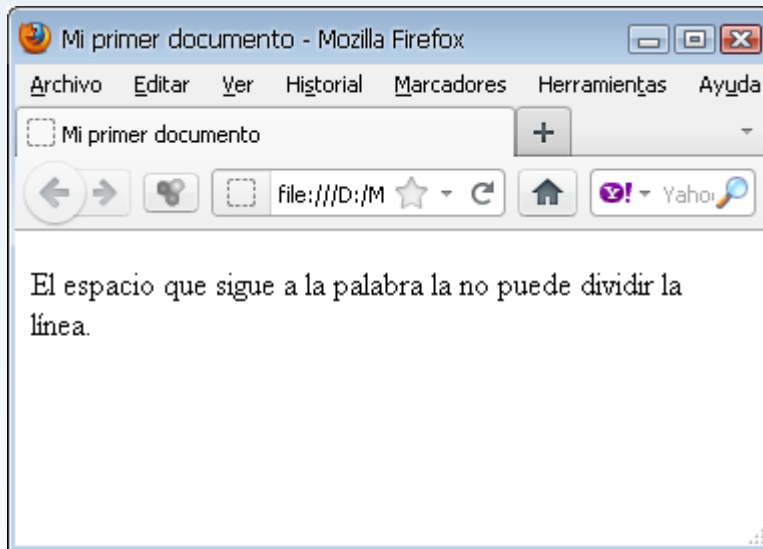 Mi primer documento - Mozilla Firefox
Archivo Editar Ver Historial Marcadores Herramientas Ayuda
Mi primer documento
file:///D:/M Y!
El espacio que sigue a la palabra la no puede dividir la
línea.